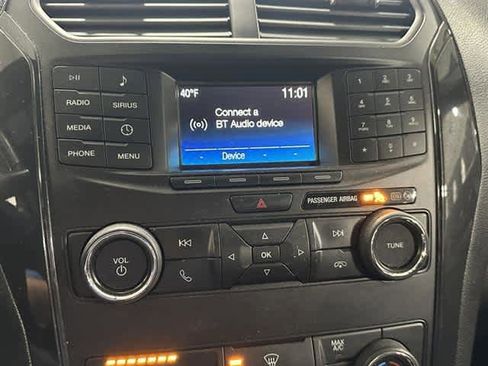 40°F 11:01
Connect a
BT Audio device
Device
RADIO SIRIUS
MEDIA
PHONE MENU
1 2 3
4 5 6
7 8 9
* 0 #
PASSENGER AIRBAG
VOL
OK
TUNE
MAX
A/C